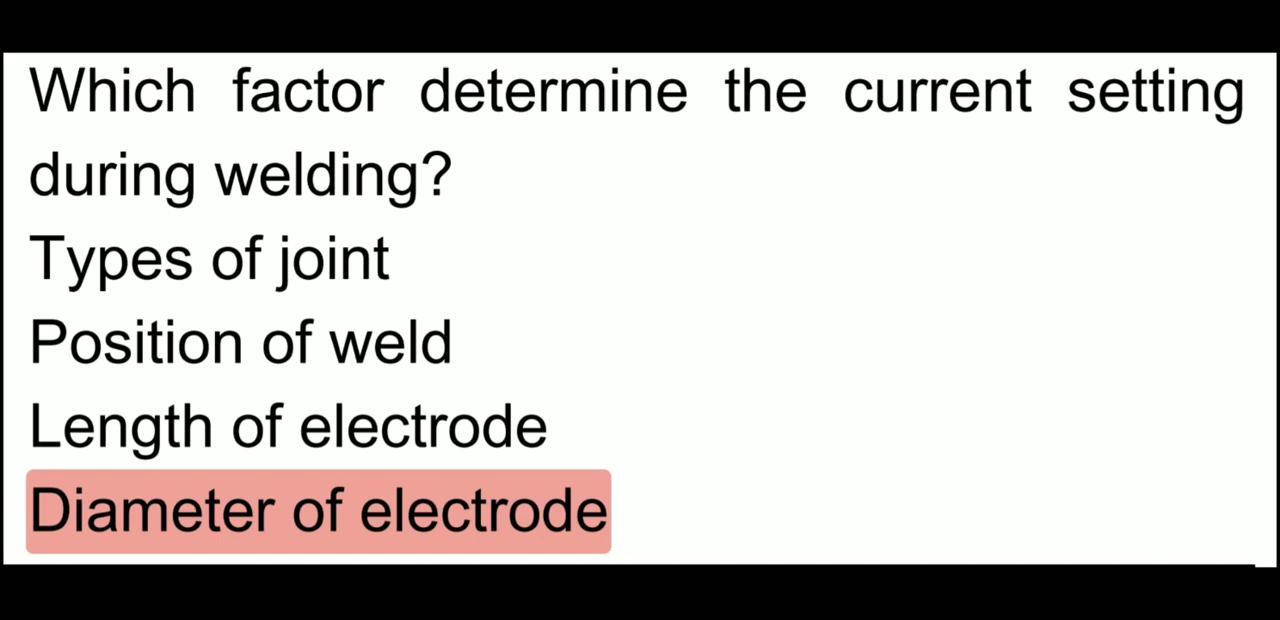 Which factor determine the current setting
during welding?
Types of joint
Position of weld
Length of electrode
Diameter of electrode